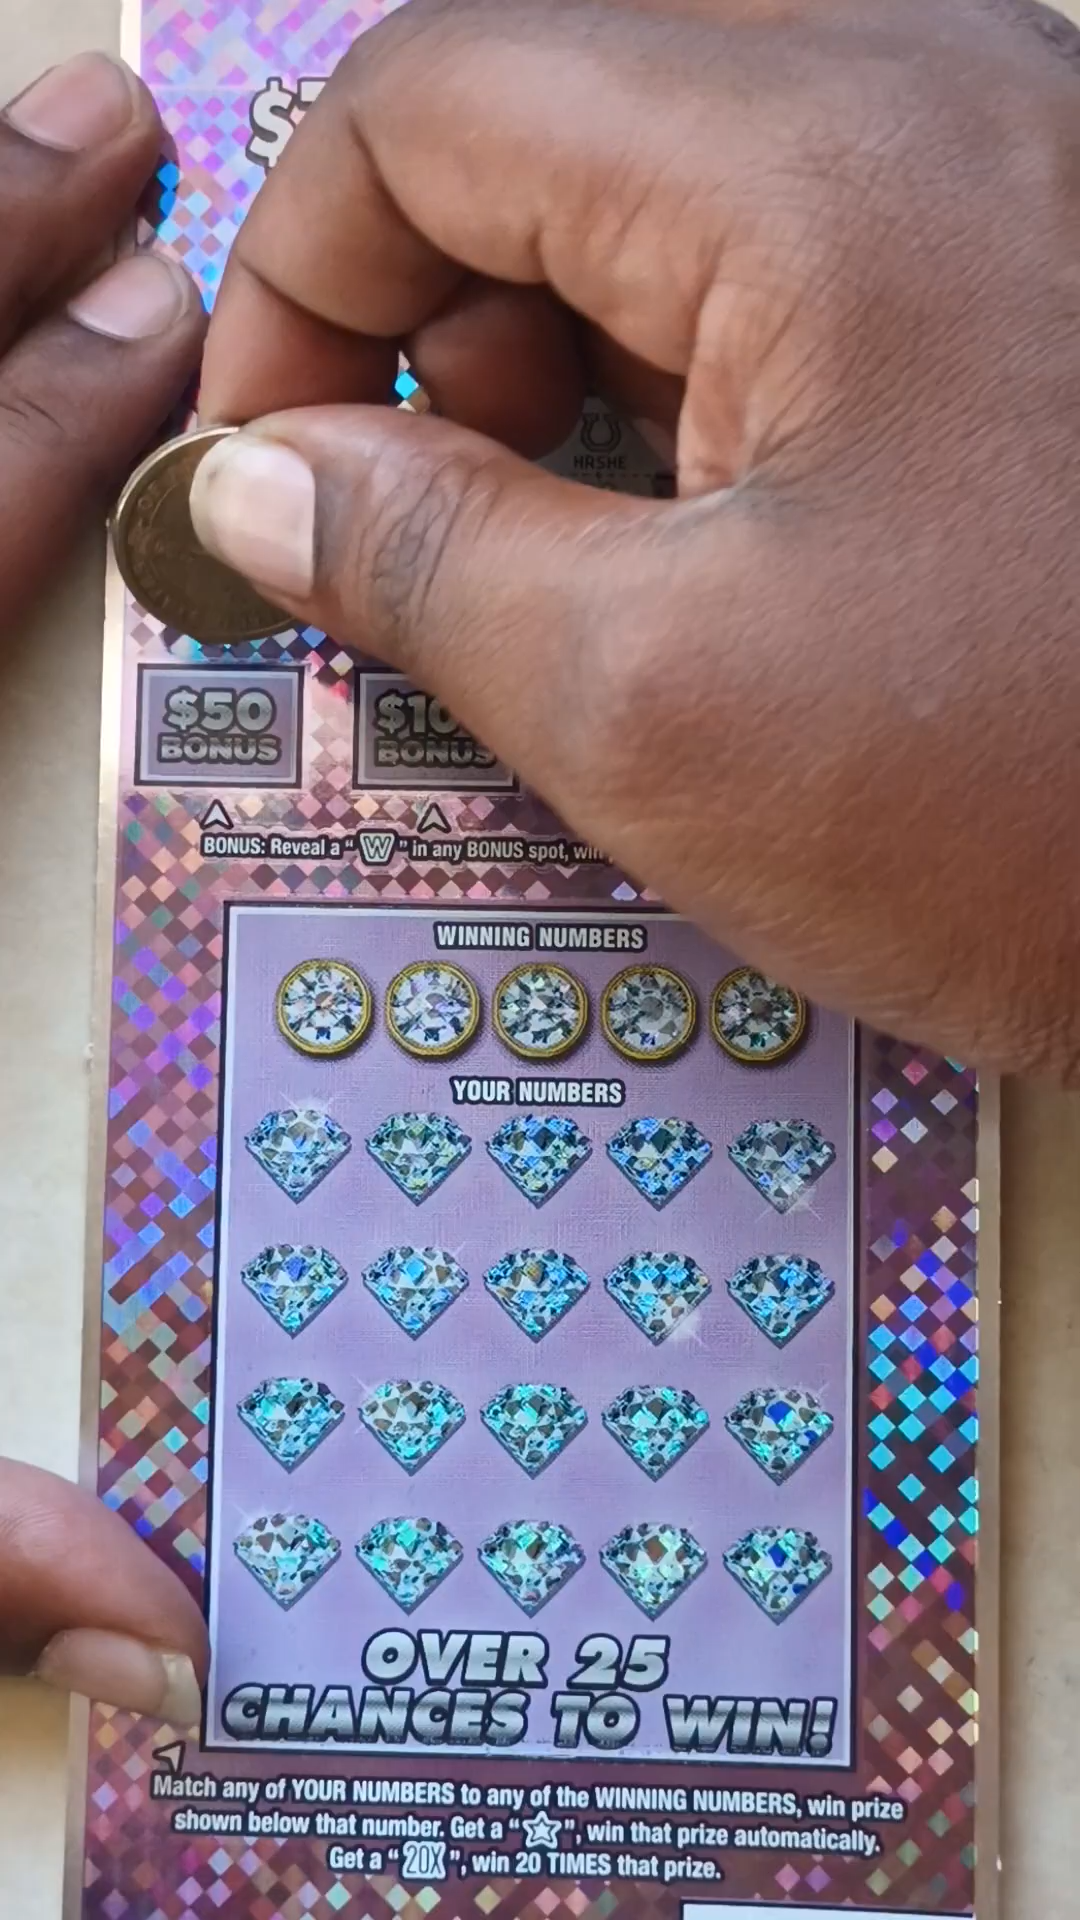 HRSHE
$50
BONUS
BONUS
BONUS: Reveal a "W" in any BONUS spot,
WINNING NUMBERS
YOUR NUMBERS
OVER 25
CHANCES TO WIN!
Match any of YOUR NUMBERS to any of the WINNING NUMBERS, win prize
shown below that number. Get a "☆", win that prize automatically.
Get a "20X", win 20 TIMES that prize.